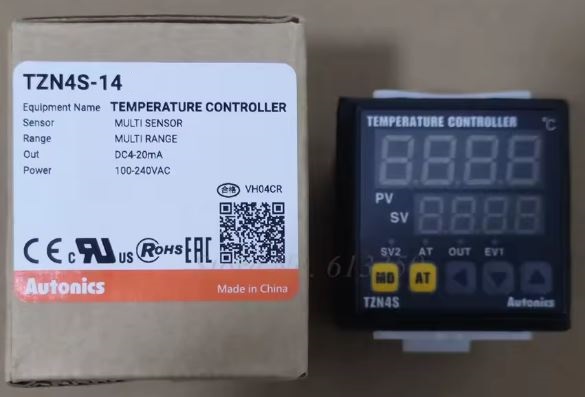 TZN4S-14
Equipment Name TEMPERATURE CONTROLLER
Sensor MULTI SENSOR
Range MULTI RANGE
Out DC4-20mA
Power 100-240VAC
合格 VH04CR
CE c RU US RoHS EAC
Autonics Made in China
TEMPERATURE CONTROLLER °C
PV
SV
SV2 AT OUT EV1
MD AT
TZN4S Autonics